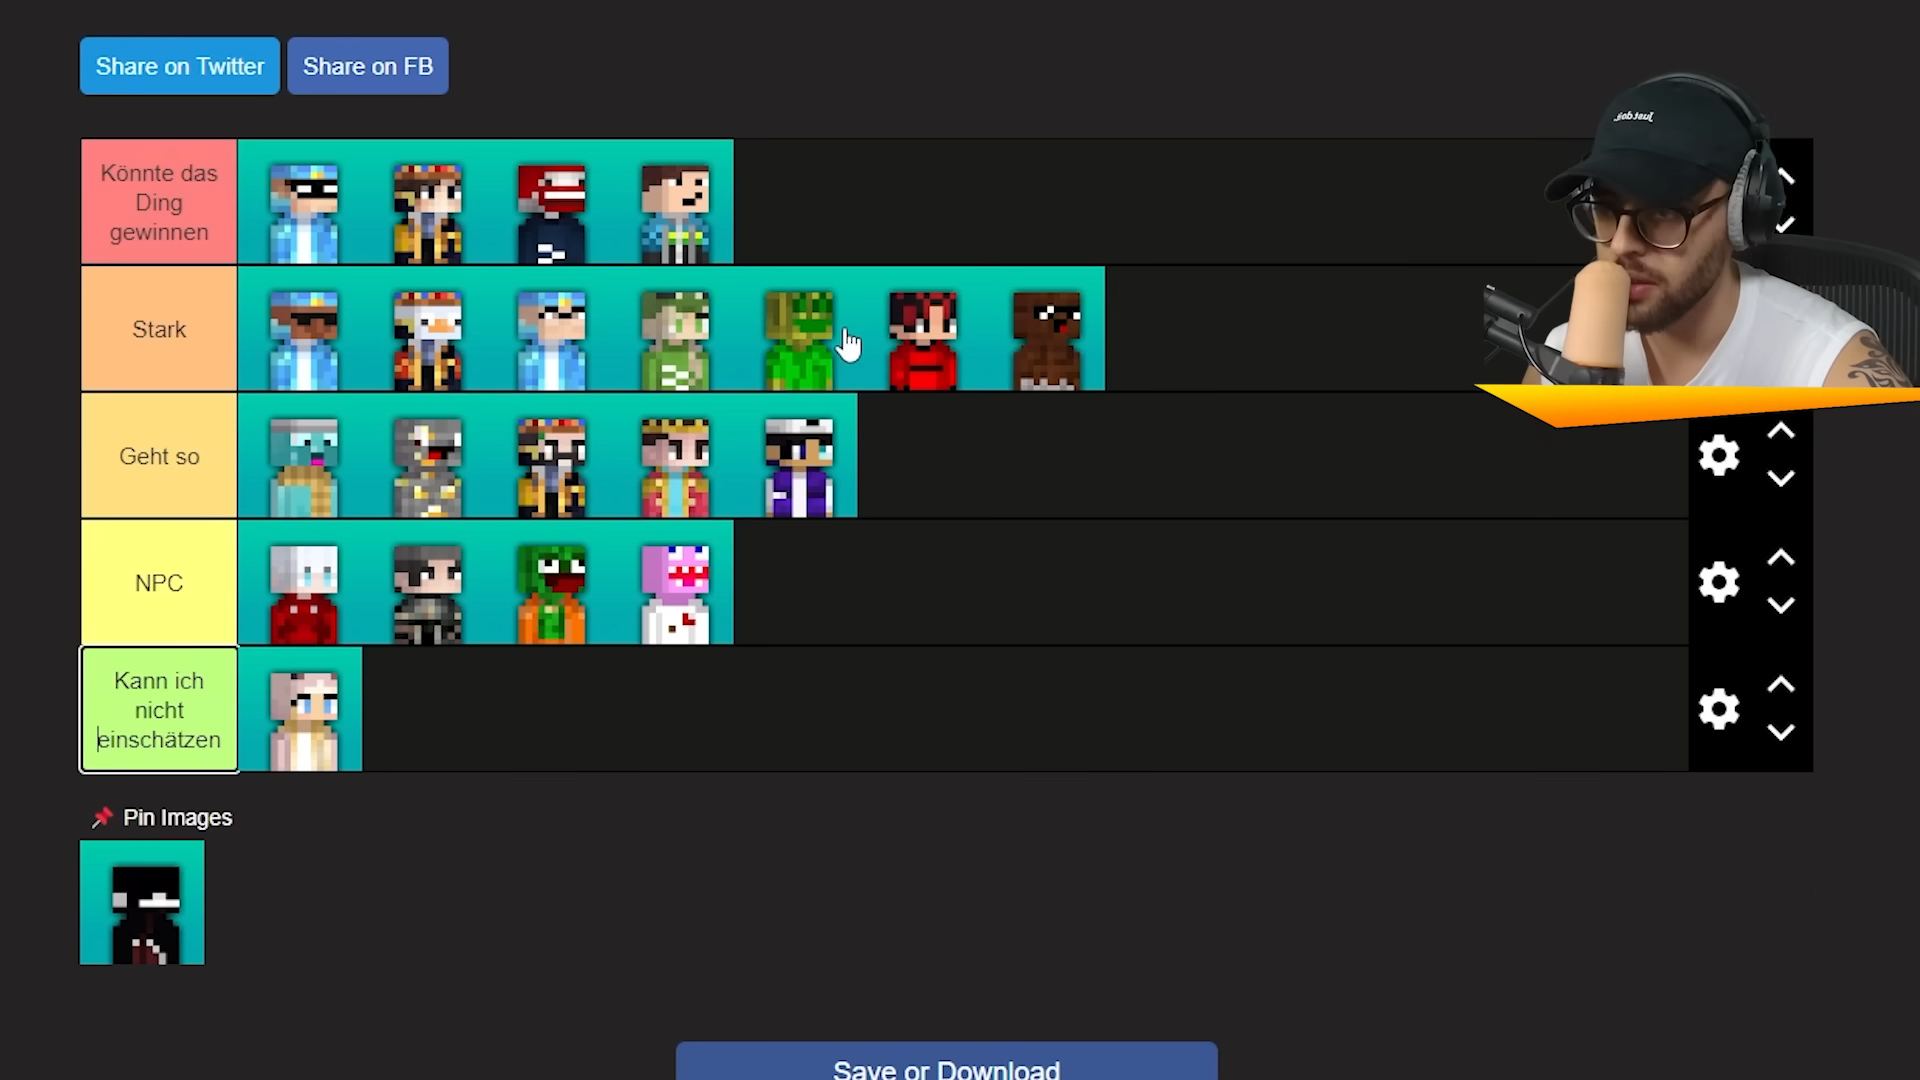 Share on Twitter
Share on FB
Könnte das
Ding
gewinnen
Stark
Geht so
NPC
Kann ich
nicht
einschätzen
Pin Images
Save or Download